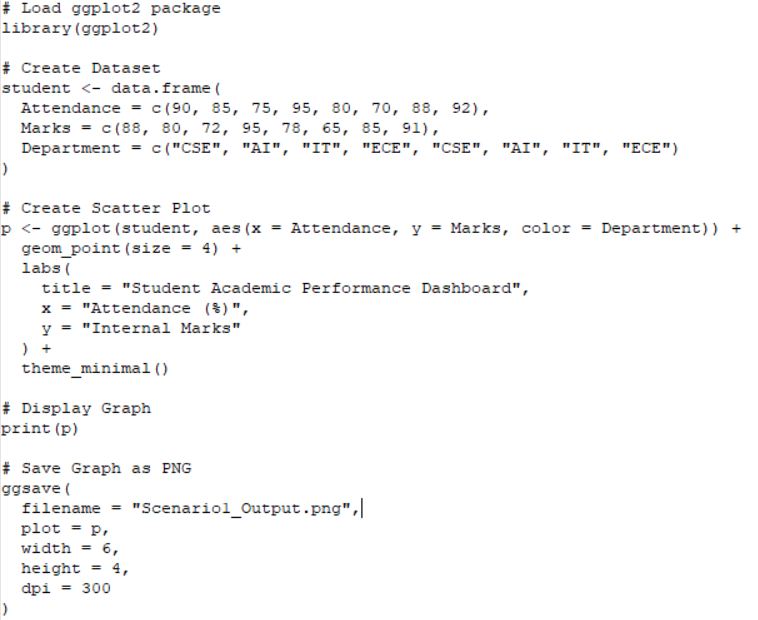 # Load ggplot2 package
library(ggplot2)

# Create Dataset
student <- data.frame(
  Attendance = c(90, 85, 75, 95, 80, 70, 88, 92),
  Marks = c(88, 80, 72, 95, 78, 65, 85, 91),
  Department = c("CSE", "AI", "IT", "ECE", "CSE", "AI", "IT", "ECE")
)

# Create Scatter Plot
p <- ggplot(student, aes(x = Attendance, y = Marks, color = Department)) +
  geom_point(size = 4) +
  labs(
    title = "Student Academic Performance Dashboard",
    x = "Attendance (%)",
    y = "Internal Marks"
  ) +
  theme_minimal()

# Display Graph
print(p)

# Save Graph as PNG
ggsave(
  filename = "Scenario1_Output.png",
  plot = p,
  width = 6,
  height = 4,
  dpi = 300
)